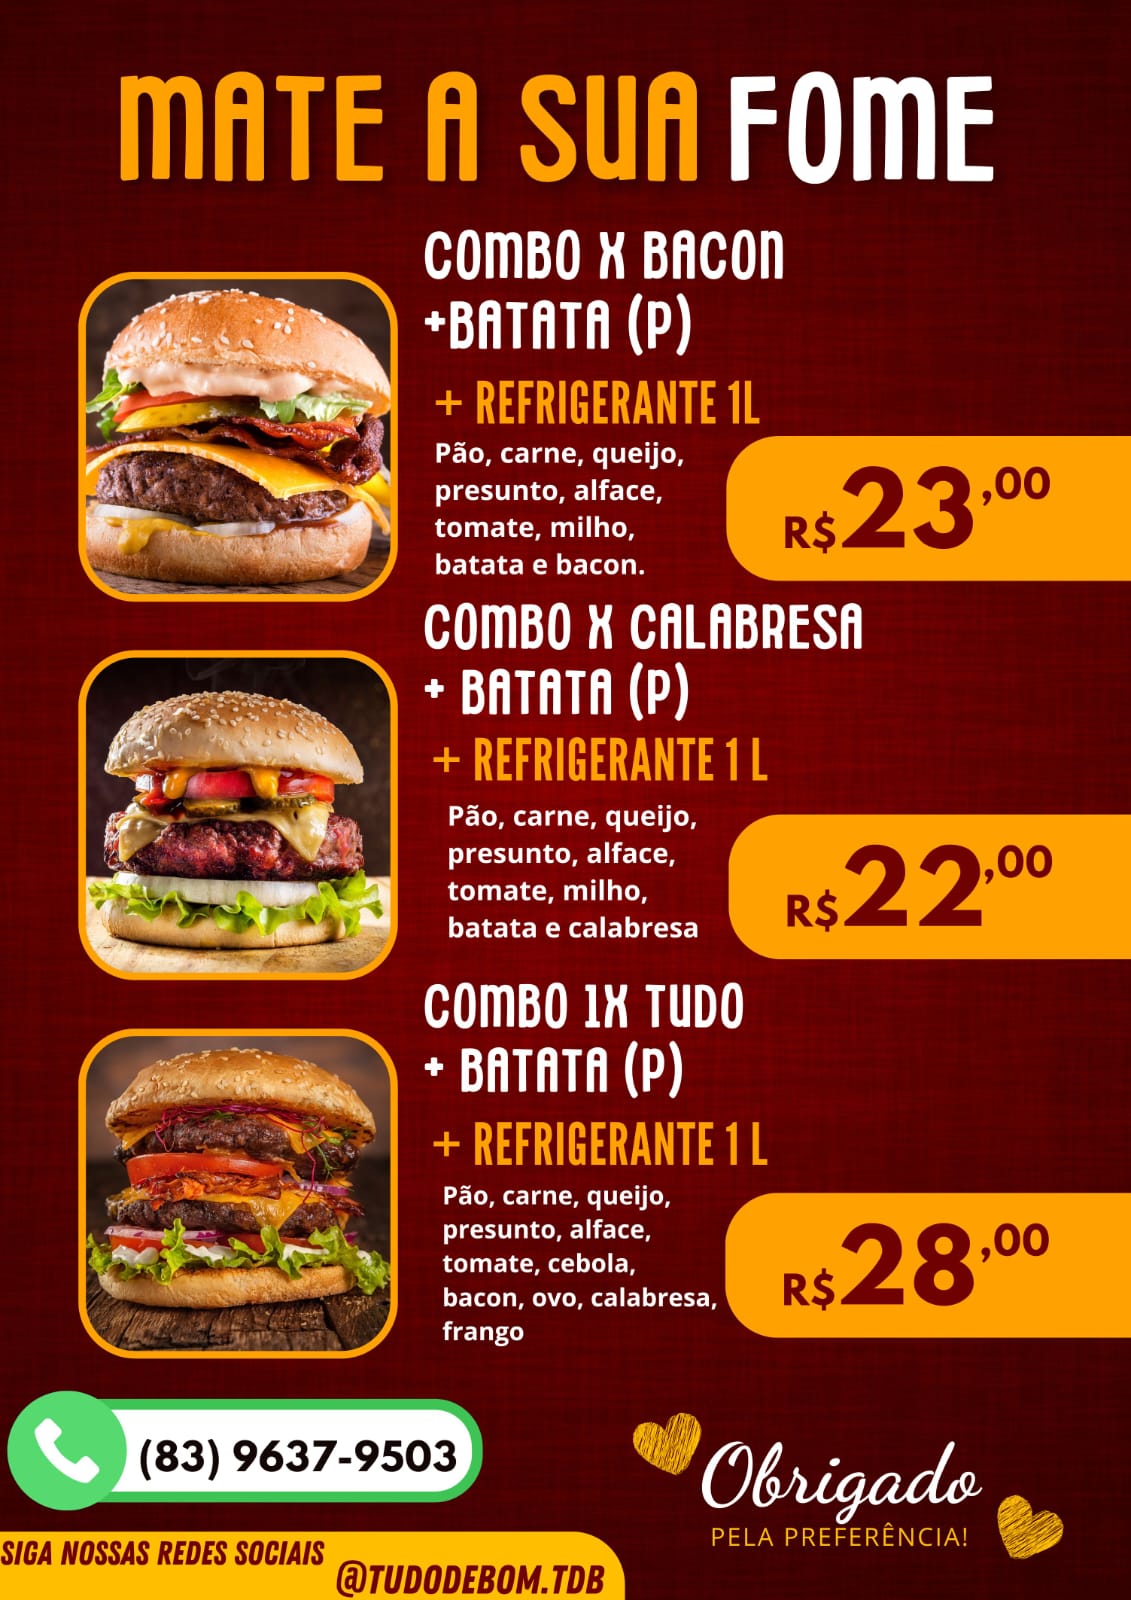 MATE A SUA FOME
COMBO X BACON
+BATATA (P)
+ REFRIGERANTE 1L
Pão, carne, queijo,
presunto, alface,
tomate, milho,
batata e bacon.
R$23,00
COMBO X CALABRESA
+ BATATA (P)
+ REFRIGERANTE 1 L
Pão, carne, queijo,
presunto, alface,
tomate, milho,
batata e calabresa
R$22,00
COMBO 1X TUDO
+ BATATA (P)
+ REFRIGERANTE 1 L
Pão, carne, queijo,
presunto, alface,
tomate, cebola,
bacon, ovo, calabresa,
frango
R$28,00
(83) 9637-9503
Obrigado
PELA PREFERÊNCIA!
SIGA NOSSAS REDES SOCIAIS
@TUDODEBOM.TDB